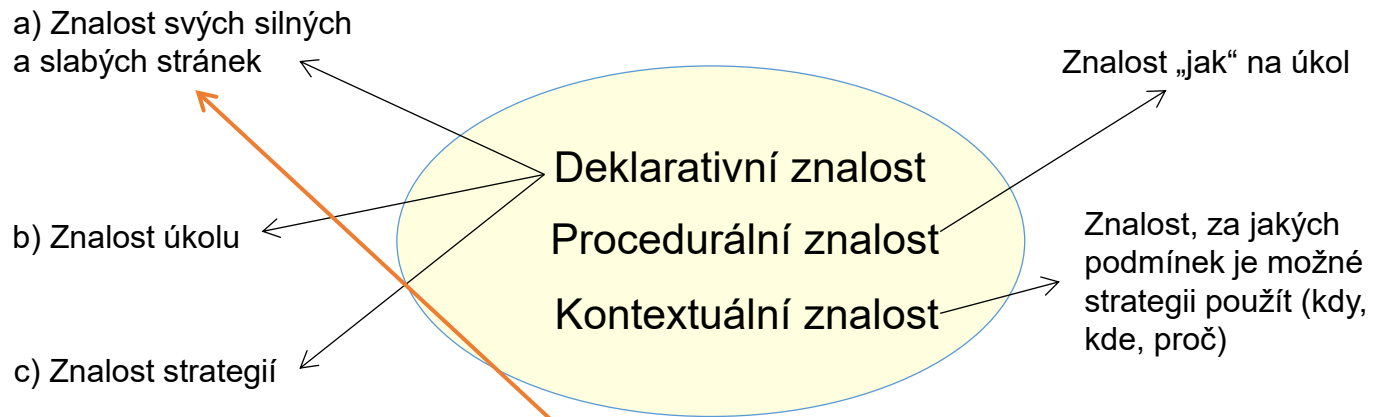 a) Znalost svých silných
a slabých stránek
b) Znalost úkolu
c) Znalost strategií
Deklarativní znalost
Procedurální znalost
Kontextuální znalost
Znalost „jak“ na úkol
Znalost, za jakých
podmínek je možné
strategii použít (kdy,
kde, proč)